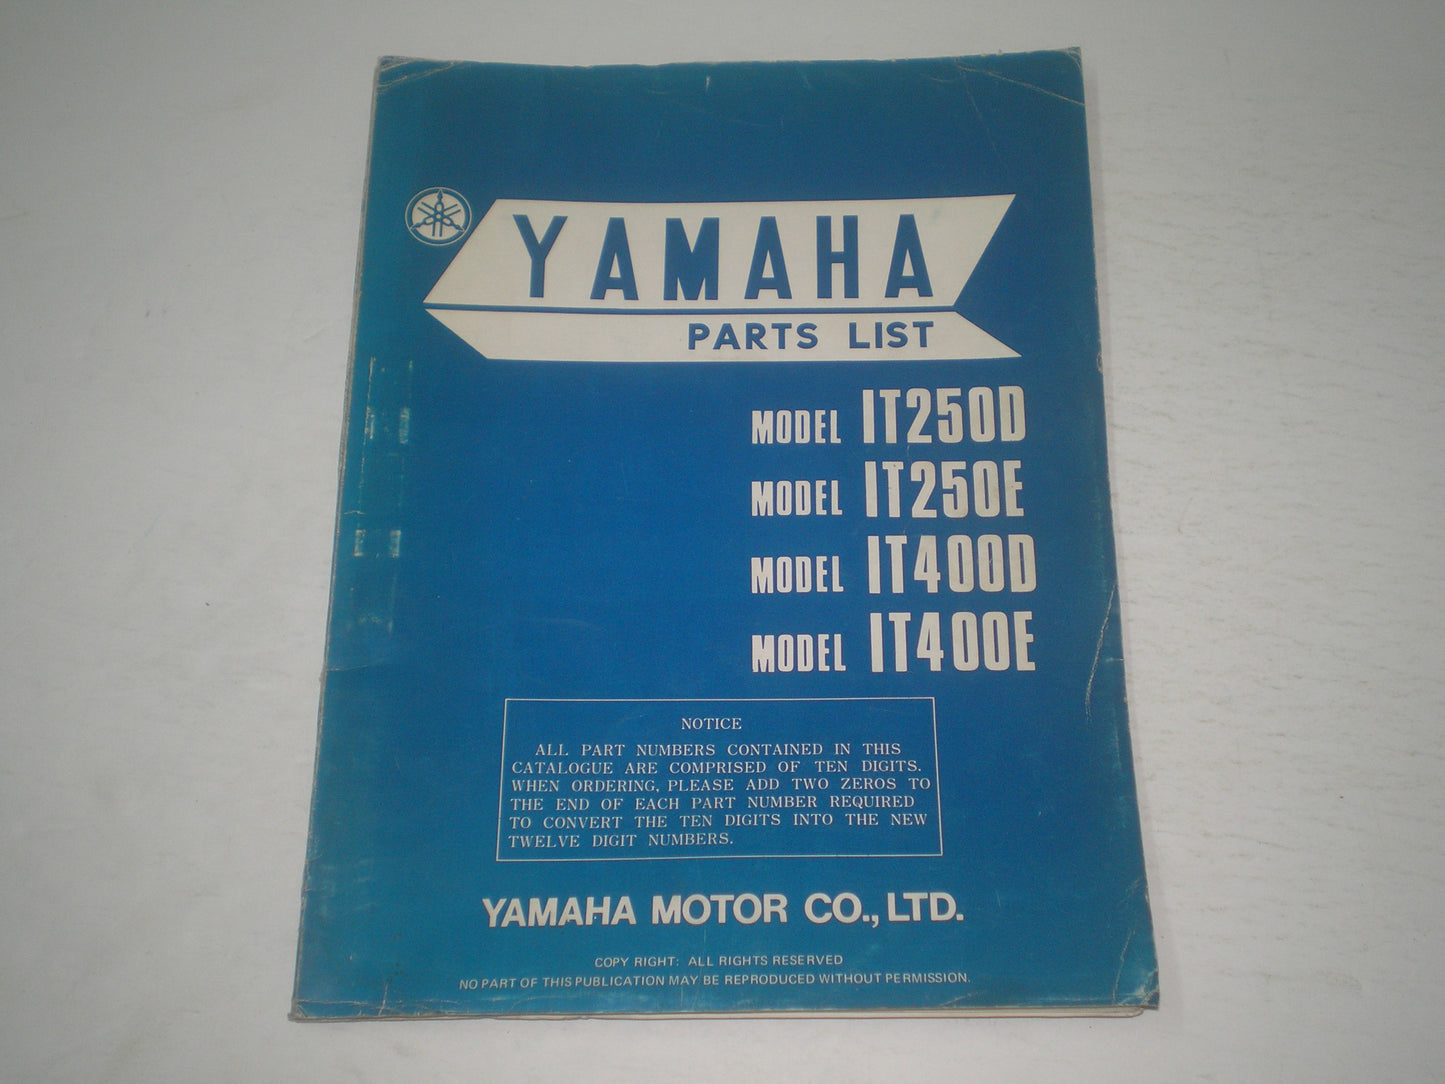 YAMAHA
PARTS LIST
MODEL IT250D
MODEL IT250E
MODEL IT400D
MODEL IT400E
NOTICE
ALL PART NUMBERS CONTAINED IN THIS
CATALOGUE ARE COMPRISED OF TEN DIGITS.
WHEN ORDERING, PLEASE ADD TWO ZEROS TO
THE END OF EACH PART NUMBER REQUIRED
TO CONVERT THE TEN DIGITS INTO THE NEW
TWELVE DIGIT NUMBERS.
YAMAHA MOTOR CO., LTD.
COPY RIGHT: ALL RIGHTS RESERVED
NO PART OF THIS PUBLICATION MAY BE REPRODUCED WITHOUT PERMISSION.